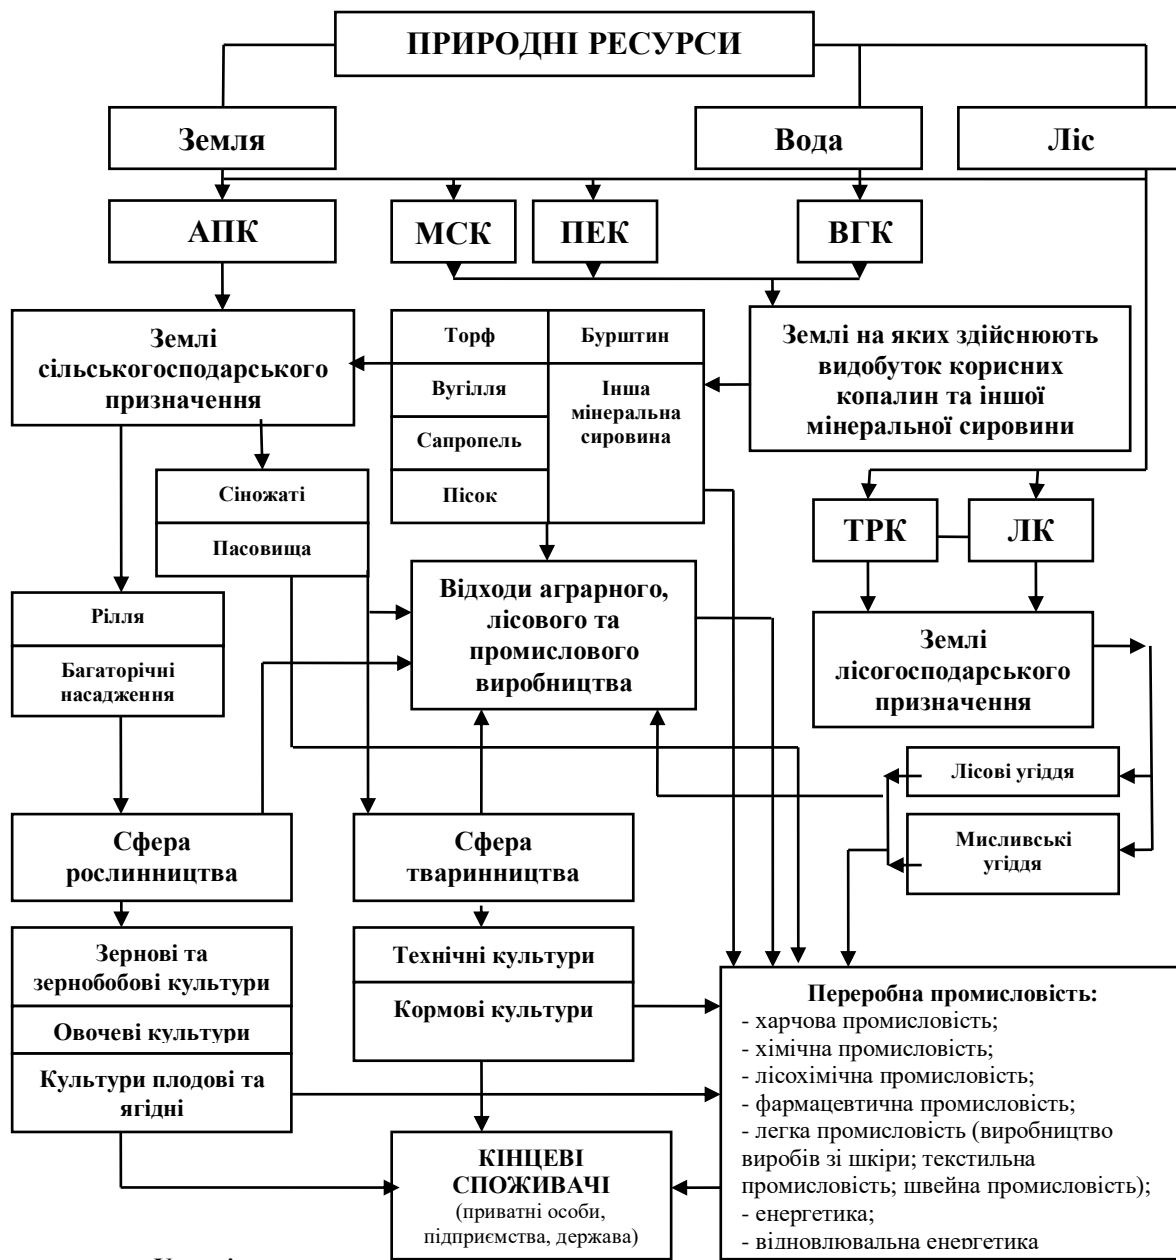 ПРИРОДНІ РЕСУРСИ
Земля
Вода
Ліс
АПК
МСК
ПЕК
ВГК
Землі
сільськогосподарського
призначення
Торф
Бурштин
Вугілля
Інша
мінеральна
сировина
Сапропель
Пісок
Землі на яких здійснюють
видобуток корисних
копалин та іншої
мінеральної сировини
Сіножаті
Пасовища
ТРК
ЛК
Рілля
Багаторічні
насадження
Відходи аграрного,
лісового та
промислового
виробництва
Землі
лісогосподарського
призначення
Лісові угіддя
Мисливські
угіддя
Сфера
рослинництва
Сфера
тваринництва
Зернові та
зернобобові культури
Овочеві культури
Культури плодові та
ягідні
Технічні культури
Кормові культури
Переробна промисловість:
- харчова промисловість;
- хімічна промисловість;
- лісохімічна промисловість;
- фармацевтична промисловість;
- легка промисловість (виробництво
виробів зі шкіри; текстильна
промисловість; швейна промисловість);
- енергетика;
- відновлювальна енергетика
КІНЦЕВІ
СПОЖИВАЧІ
(приватні особи,
підприємства, держава)